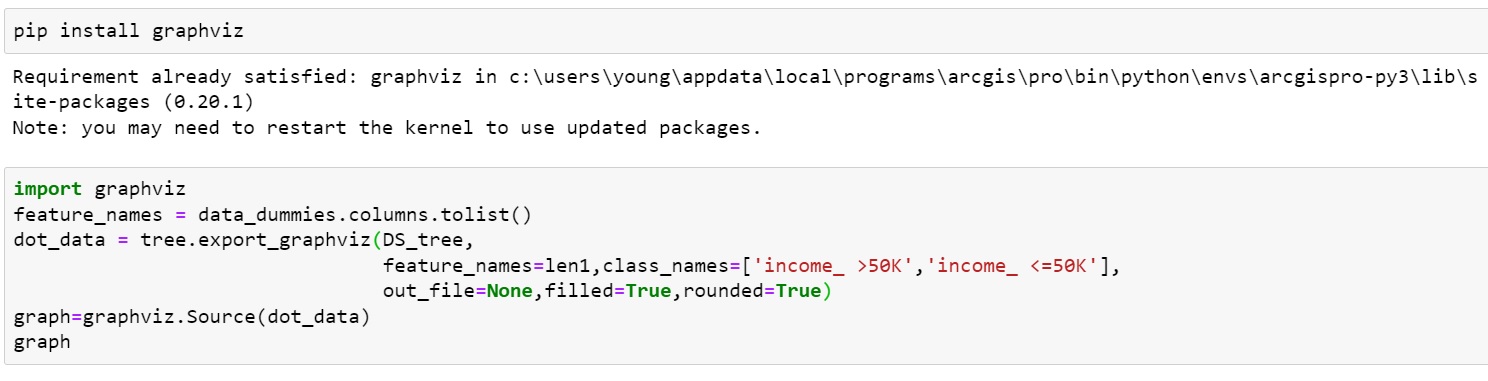 pip install graphviz
Requirement already satisfied: graphviz in c:\users\young\appdata\local\programs\arcgis\pro\bin\python\envs\arcgispro-py3\lib\s
ite-packages (0.20.1)
Note: you may need to restart the kernel to use updated packages.
import graphviz
feature_names = data_dummies.columns.tolist()
dot_data = tree.export_graphviz(DS_tree,
                                feature_names=len1,class_names=['income_ >50K','income_ <=50K'],
                                out_file=None,filled=True,rounded=True)
graph=graphviz.Source(dot_data)
graph